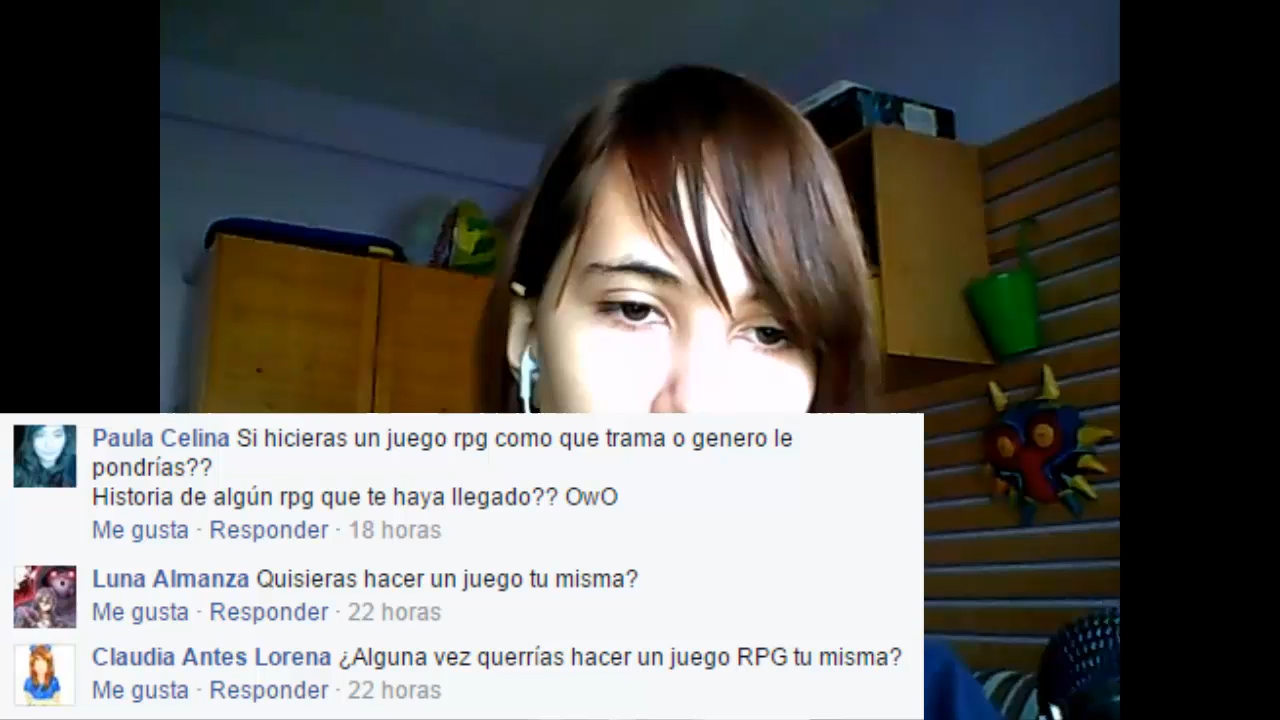 Paula Celina Si hicieras un juego rpg como que trama o genero le
pondrías??
Historia de algún rpg que te haya llegado?? OwO
Me gusta · Responder · 18 horas
Luna Almanza Quisieras hacer un juego tu misma?
Me gusta · Responder · 22 horas
Claudia Antes Lorena ¿Alguna vez querrías hacer un juego RPG tu misma?
Me gusta · Responder · 22 horas